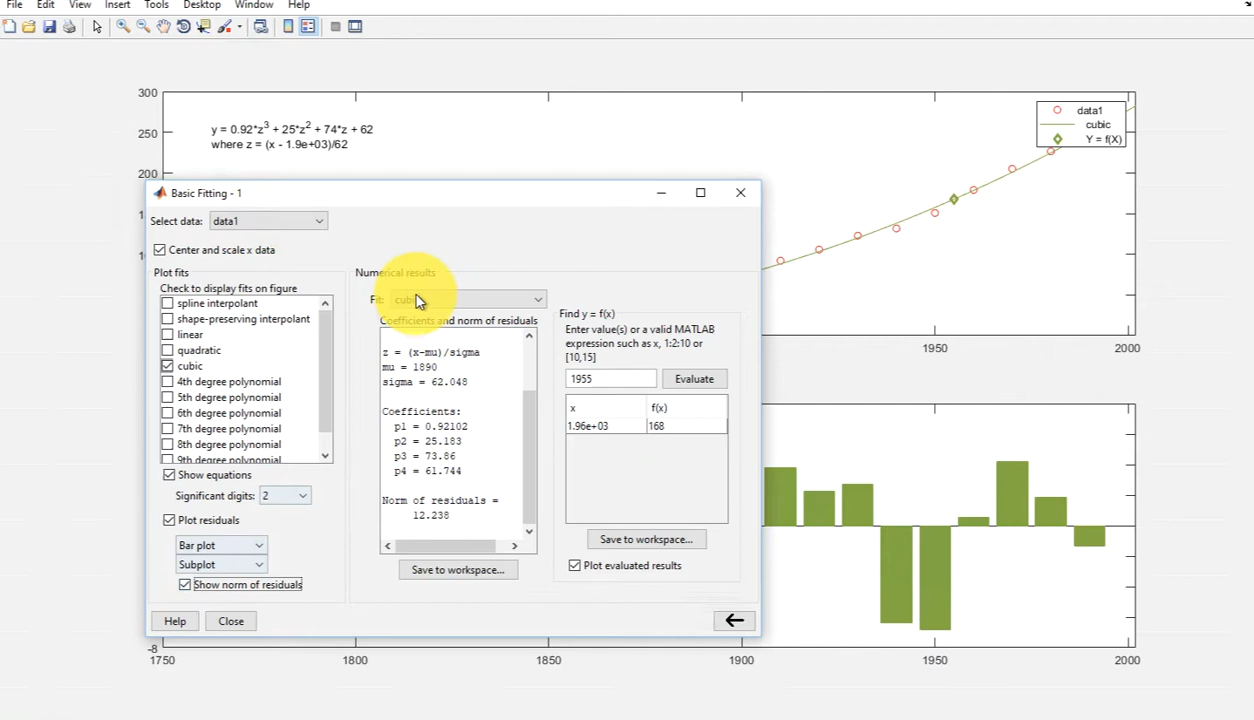 File Edit View Insert Tools Desktop Window Help
300
250
200
y = 0.92*z3 + 25*z2 + 74*z + 62
where z = (x - 1.9e+03)/62
data1
cubic
Y = f(X)
Basic Fitting - 1
Select data: data1
Center and scale x data
Plot fits
Check to display fits on figure
spline interpolant
shape-preserving interpolant
linear
quadratic
cubic
4th degree polynomial
5th degree polynomial
6th degree polynomial
7th degree polynomial
8th degree polynomial
9th degree polynomial
Show equations
Significant digits: 2
Plot residuals
Bar plot
Subplot
Show norm of residuals
Help Close
Numerical results
Fit: cubic
Coefficients and norm of residuals
z = (x-mu)/sigma
mu = 1890
sigma = 62.048
Coefficients:
p1 = 0.92102
p2 = 25.183
p3 = 73.86
p4 = 61.744
Norm of residuals =
12.238
Save to workspace...
Find y = f(x)
Enter value(s) or a valid MATLAB
expression such as x, 1:2:10 or
[10,15]
1955 Evaluate
x f(x)
1.96e+03 168
Save to workspace...
Plot evaluated results
1950 2000
-8
1750 1800 1850 1900 1950 2000